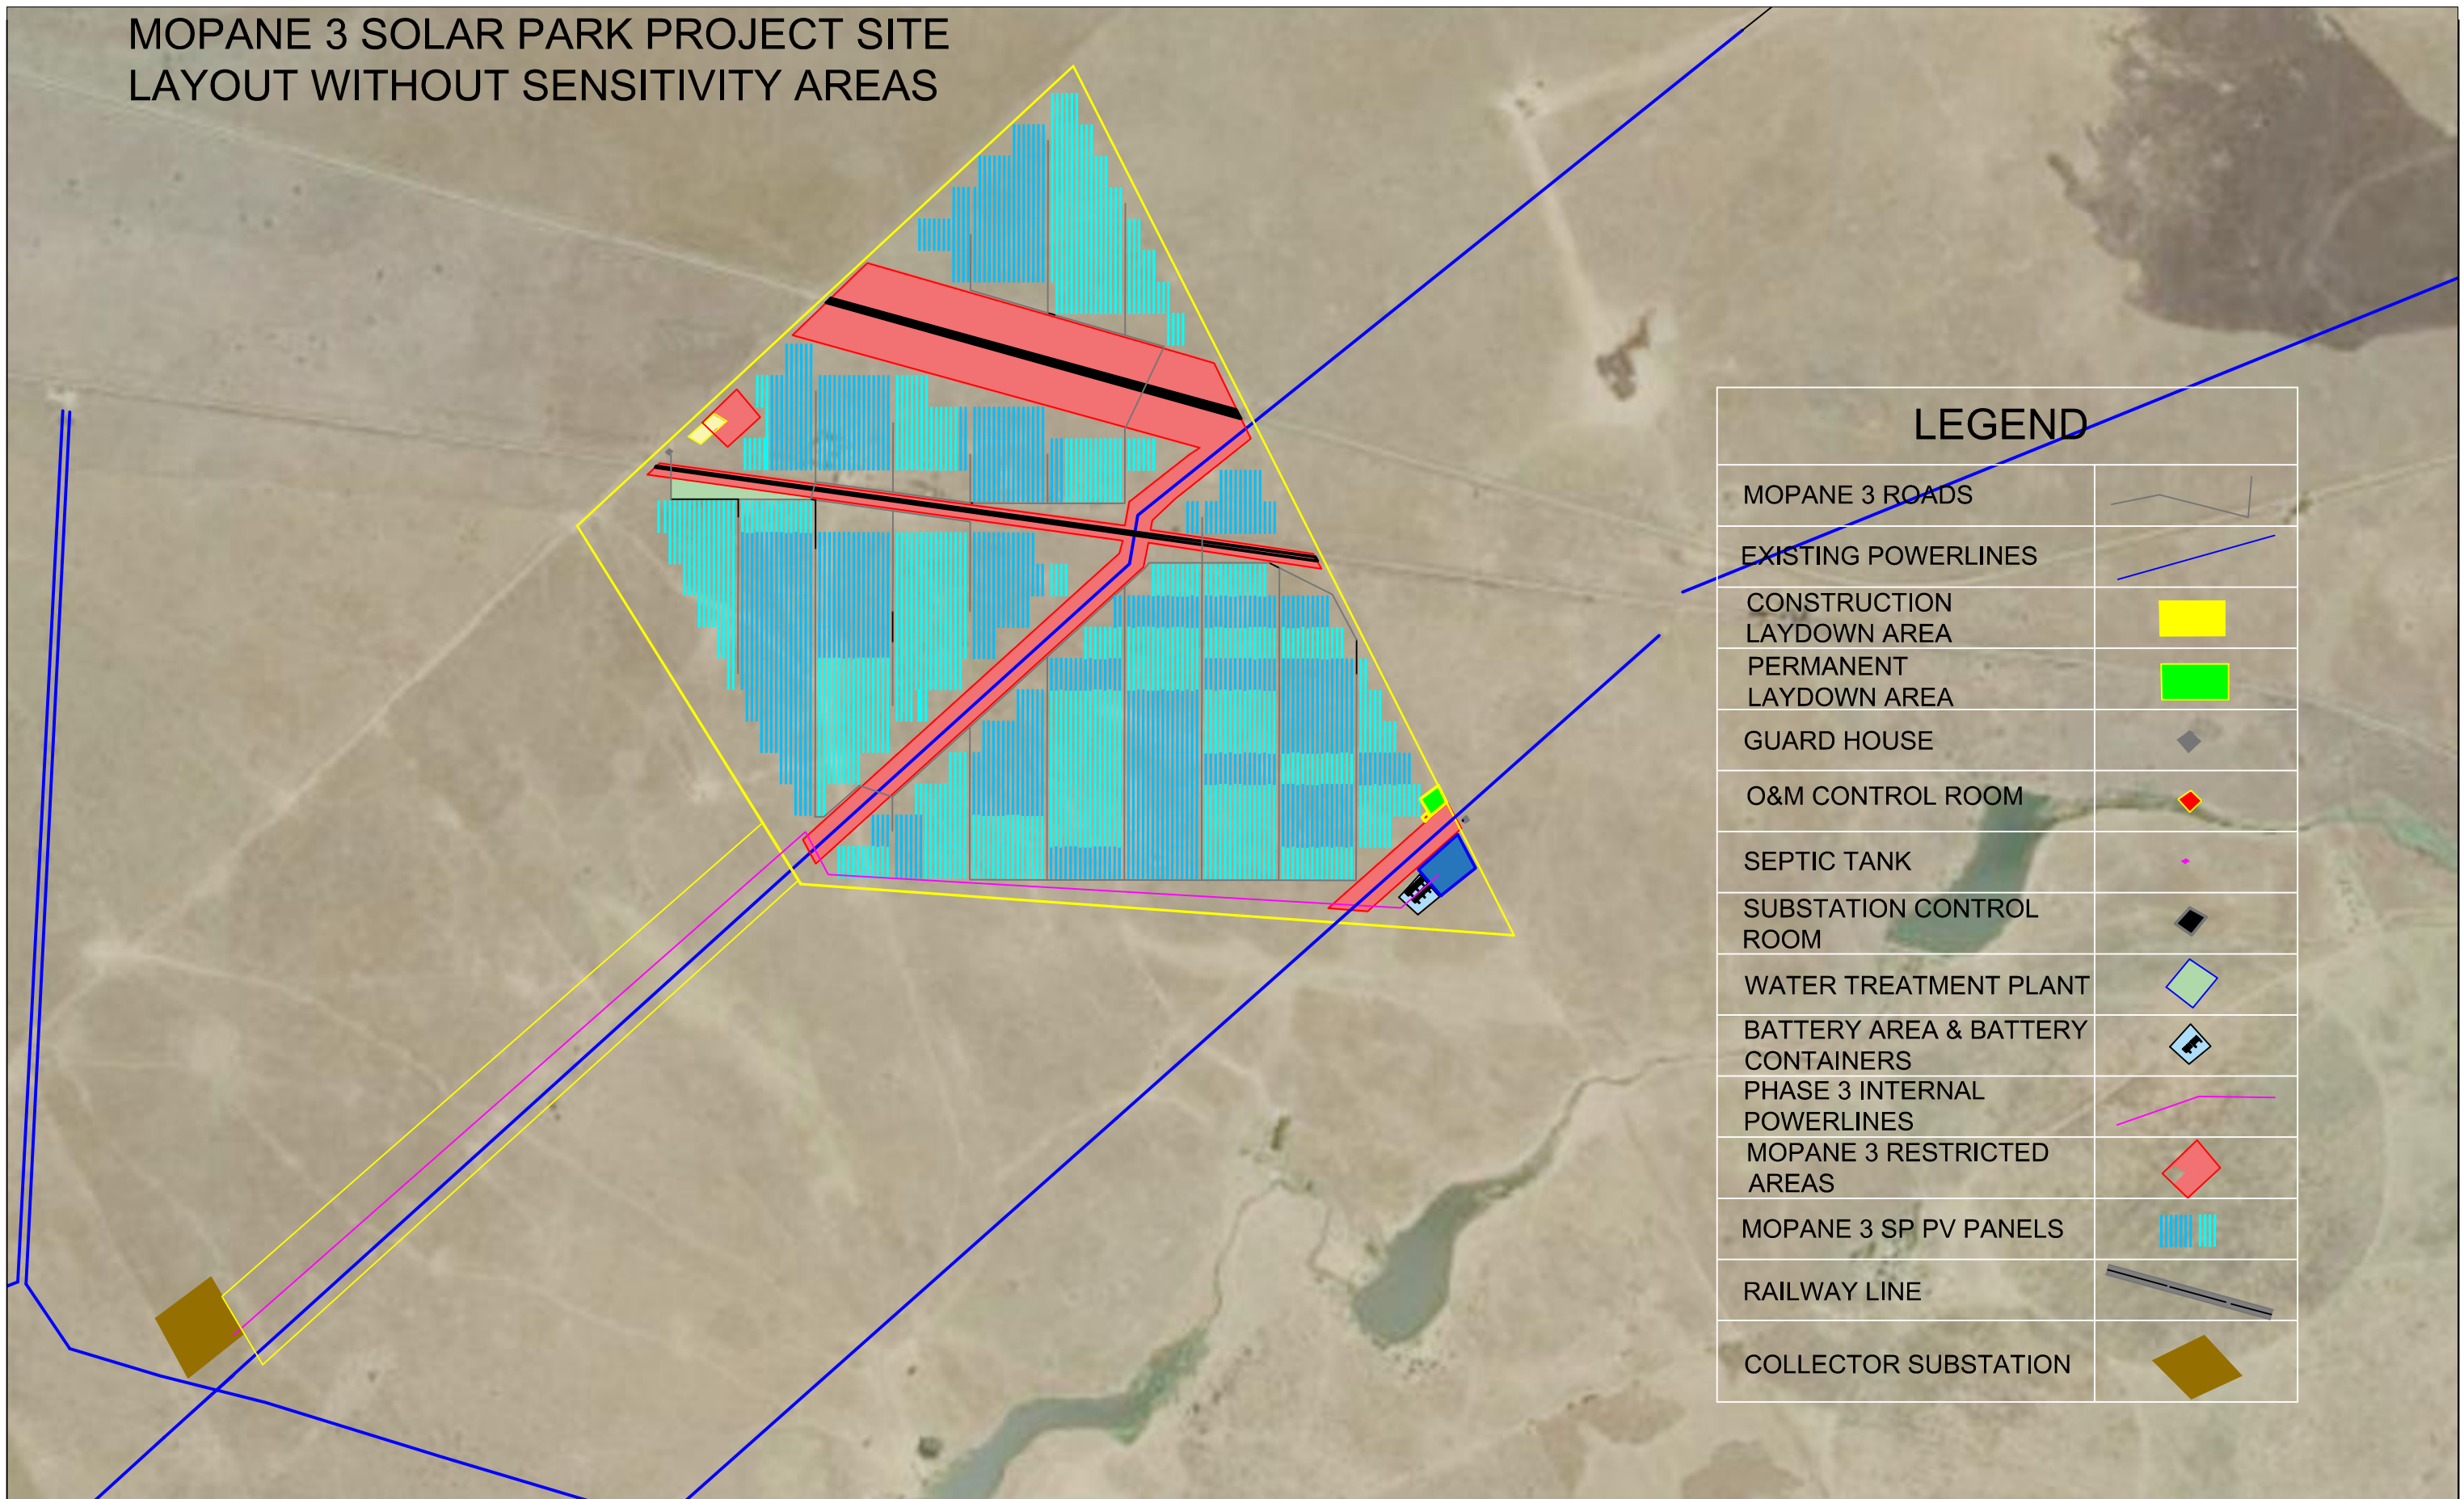 MOPANE 3 SOLAR PARK PROJECT SITE
LAYOUT WITHOUT SENSITIVITY AREAS
LEGEND
MOPANE 3 ROADS
EXISTING POWERLINES
CONSTRUCTION
LAYDOWN AREA
PERMANENT
LAYDOWN AREA
GUARD HOUSE
O&M CONTROL ROOM
SEPTIC TANK
SUBSTATION CONTROL
ROOM
WATER TREATMENT PLANT
BATTERY AREA & BATTERY
CONTAINERS
PHASE 3 INTERNAL
POWERLINES
MOPANE 3 RESTRICTED
AREAS
MOPANE 3 SP PV PANELS
RAILWAY LINE
COLLECTOR SUBSTATION